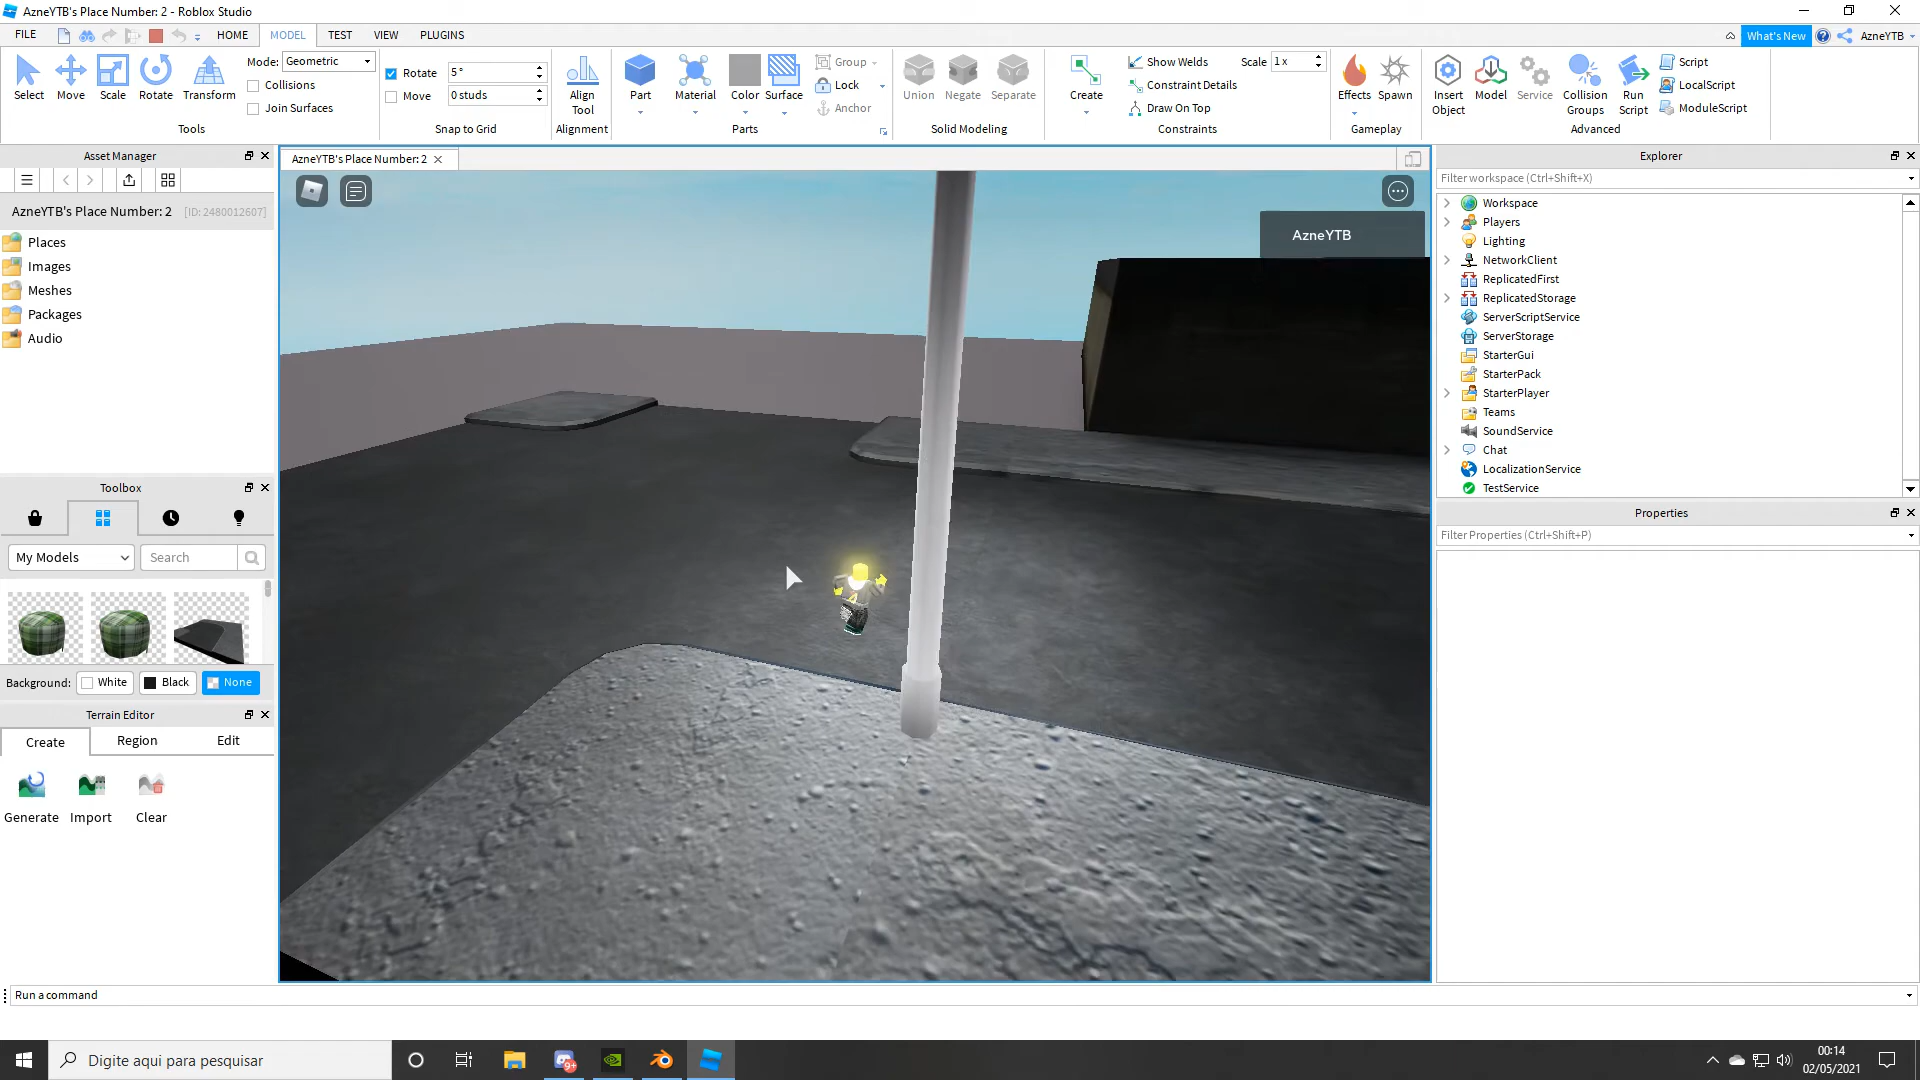 AzneYTB's Place Number: 2 - Roblox Studio
FILE HOME MODEL TEST VIEW PLUGINS What's New AzneYTB
Select Move Scale Rotate Transform
Mode: Geometric
Collisions
Join Surfaces
Tools
Rotate 5°
Move 0 studs
Snap to Grid
Align Tool
Alignment
Part Material Color Surface
Group
Lock
Anchor
Parts
Union Negate Separate
Solid Modeling
Create
Show Welds
Constraint Details
Draw On Top
Scale 1 x
Constraints
Effects Spawn
Gameplay
Insert Object Model Service Collision Groups Run Script
Script
LocalScript
ModuleScript
Advanced
Asset Manager
AzneYTB's Place Number: 2 [ID: 2480012607]
Places
Images
Meshes
Packages
Audio
Toolbox
My Models Search
Background: White Black None
Terrain Editor
Create Region Edit
Generate Import Clear
AzneYTB's Place Number: 2
AzneYTB
Explorer
Filter workspace (Ctrl+Shift+X)
Workspace
Players
Lighting
NetworkClient
ReplicatedFirst
ReplicatedStorage
ServerScriptService
ServerStorage
StarterGui
StarterPack
StarterPlayer
Teams
SoundService
Chat
LocalizationService
TestService
Properties
Filter Properties (Ctrl+Shift+P)
Run a command
Digite aqui para pesquisar
9+
00:14
02/05/2021